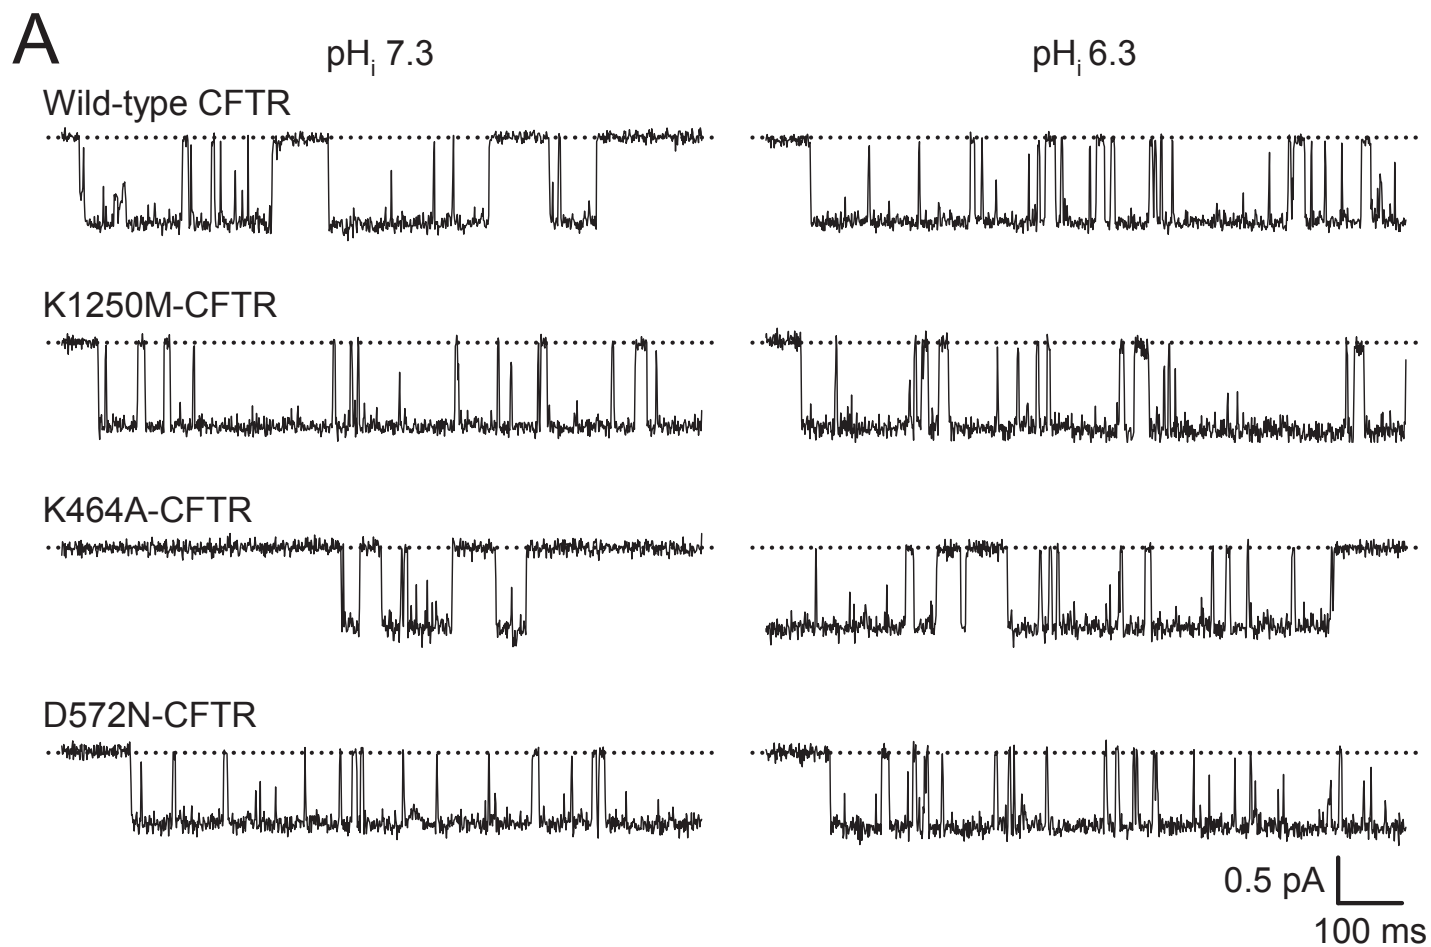 A
pHi 7.3
pHi 6.3
Wild-type CFTR
K1250M-CFTR
K464A-CFTR
D572N-CFTR
0.5 pA
100 ms